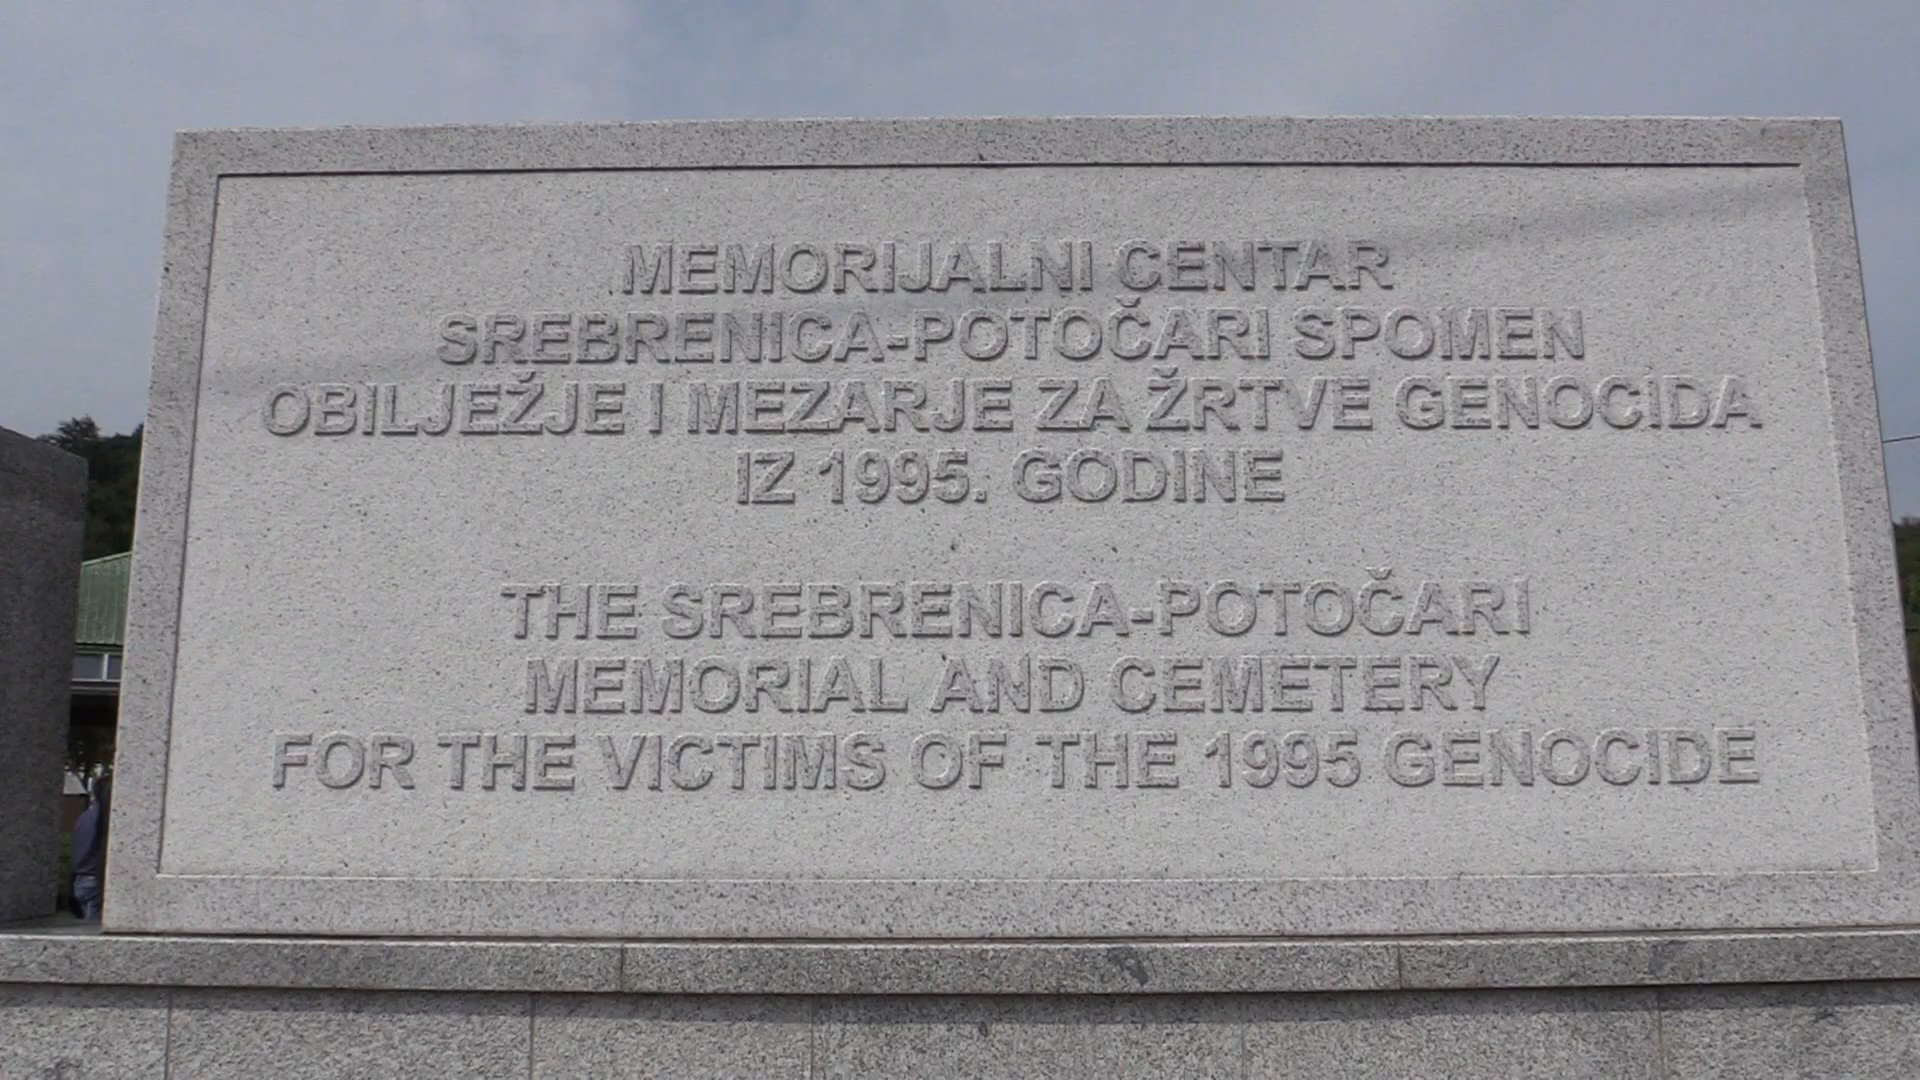 MEMORIJALNI CENTAR
SREBRENICA-POTOČARI SPOMEN
OBILJEŽJE I MEZARJE ZA ŽRTVE GENOCIDA
IZ 1995. GODINE
THE SREBRENICA-POTOČARI
MEMORIAL AND CEMETERY
FOR THE VICTIMS OF THE 1995 GENOCIDE